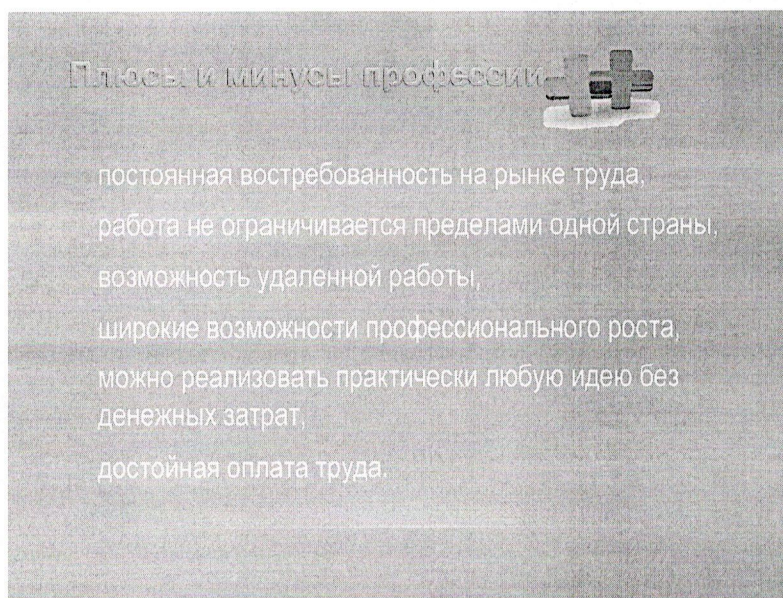 Плюсы и минусы профессии
постоянная востребованность на рынке труда,
работа не ограничивается пределами одной страны,
возможность удаленной работы,
широкие возможности профессионального роста,
можно реализовать практически любую идею без
денежных затрат,
достойная оплата труда.